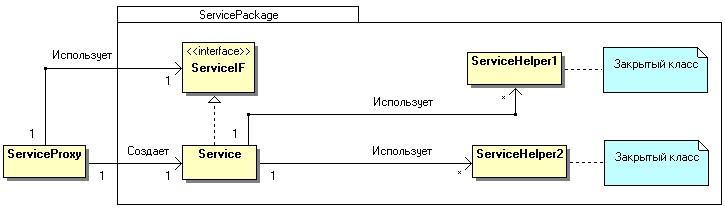 ServicePackage
Использует
<<interface>>
ServiceIF
1
1
ServiceHelper1
Закрытый класс
*
Использует
1
1
ServiceProxy
Создает
Service
Использует
ServiceHelper2
Закрытый класс
1
1
1
*